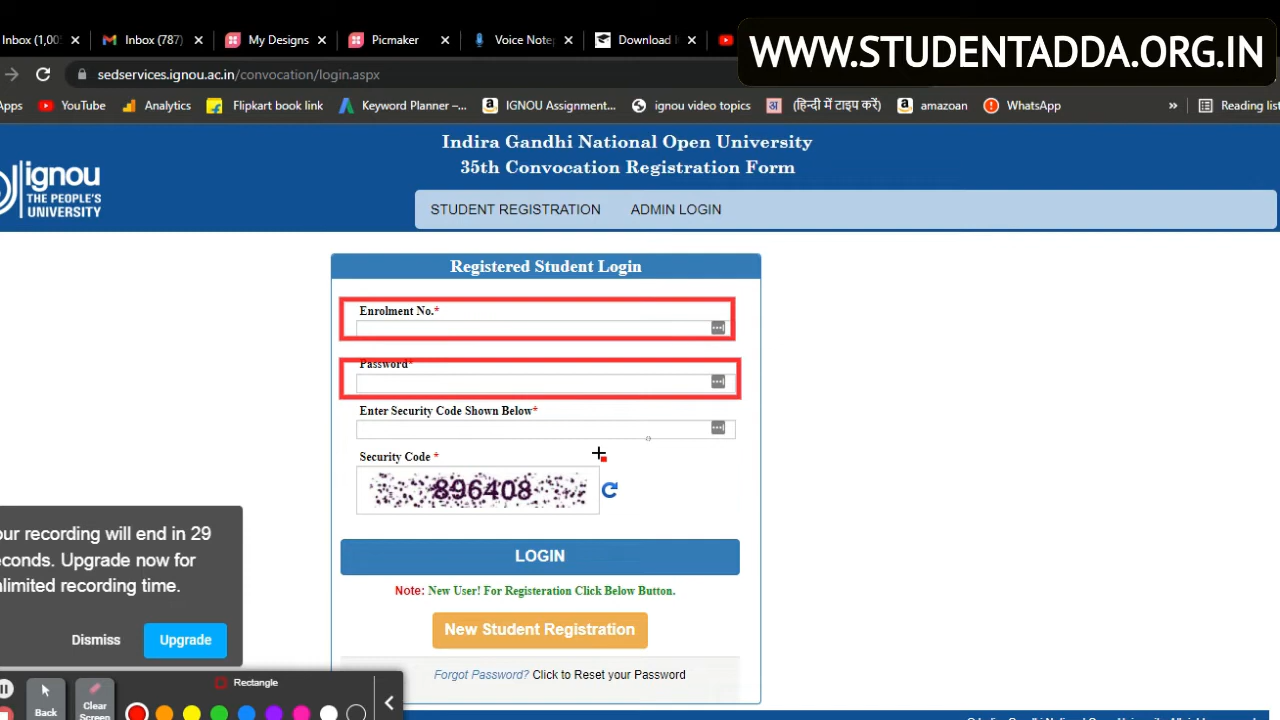 Inbox (1,00
Inbox (787)
My Designs
Picmaker
Voice Note
Download
WWW.STUDENTADDA.ORG.IN
sedservices.ignou.ac.in/convocation/login.aspx
Apps
YouTube
Analytics
Flipkart book link
Keyword Planner –...
IGNOU Assignment...
ignou video topics
(हिन्दी में टाइप करें)
amazoan
WhatsApp
»
Reading list
Indira Gandhi National Open University
35th Convocation Registration Form
ignou
THE PEOPLE'S
UNIVERSITY
STUDENT REGISTRATION
ADMIN LOGIN
Registered Student Login
Enrolment No.*
Password*
Enter Security Code Shown Below*
Security Code *
896408
LOGIN
Note: New User! For Registeration Click Below Button.
New Student Registration
Forgot Password? Click to Reset your Password
our recording will end in 29
econds. Upgrade now for
nlimited recording time.
Dismiss
Upgrade
Rectangle
Back
Clear
Screen